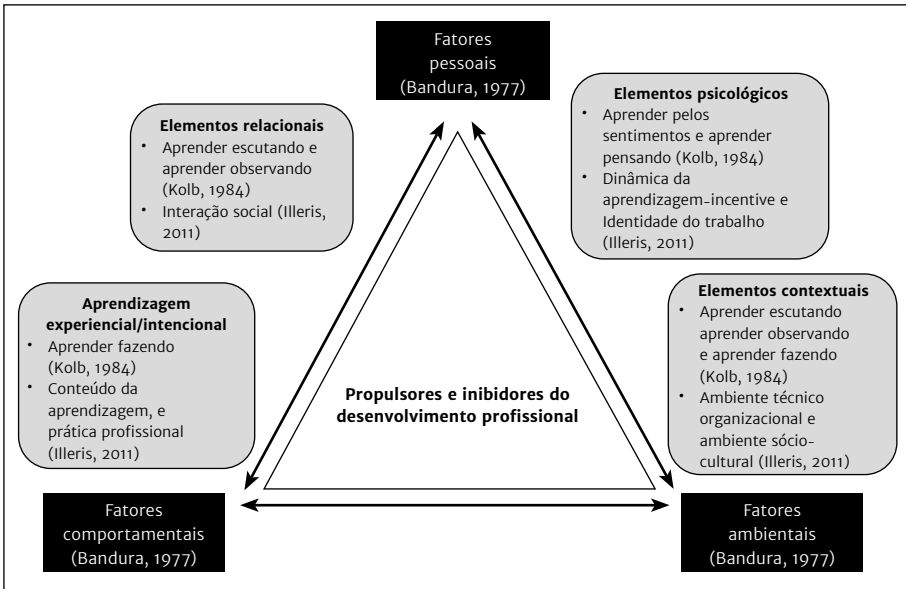 Fatores
pessoais
(Bandura, 1977)
Elementos relacionais
• Aprender escutando e
aprender observando
(Kolb, 1984)
• Interação social (Illeris,
2011)
Elementos psicológicos
• Aprender pelos
sentimentos e aprender
pensando (Kolb, 1984)
• Dinâmica da
aprendizagem-incentive e
Identidade do trabalho
(Illeris, 2011)
Aprendizagem
experiencial/intencional
• Aprender fazendo
(Kolb, 1984)
• Conteúdo da
aprendizagem, e
prática profissional
(Illeris, 2011)
Elementos contextuais
• Aprender escutando
aprender observando
e aprender fazendo
(Kolb, 1984)
• Ambiente técnico
organizacional e
ambiente sócio-
cultural (Illeris, 2011)
Propulsores e inibidores do
desenvolvimento profissional
Fatores
comportamentais
(Bandura, 1977)
Fatores
ambientais
(Bandura, 1977)